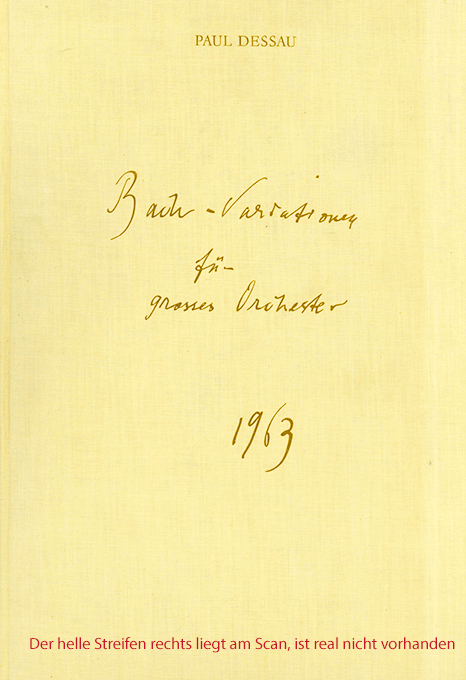 PAUL DESSAU
Bach-Variationen
für
grosses Orchester
1963
Der helle Streifen rechts liegt am Scan, ist real nicht vorhanden